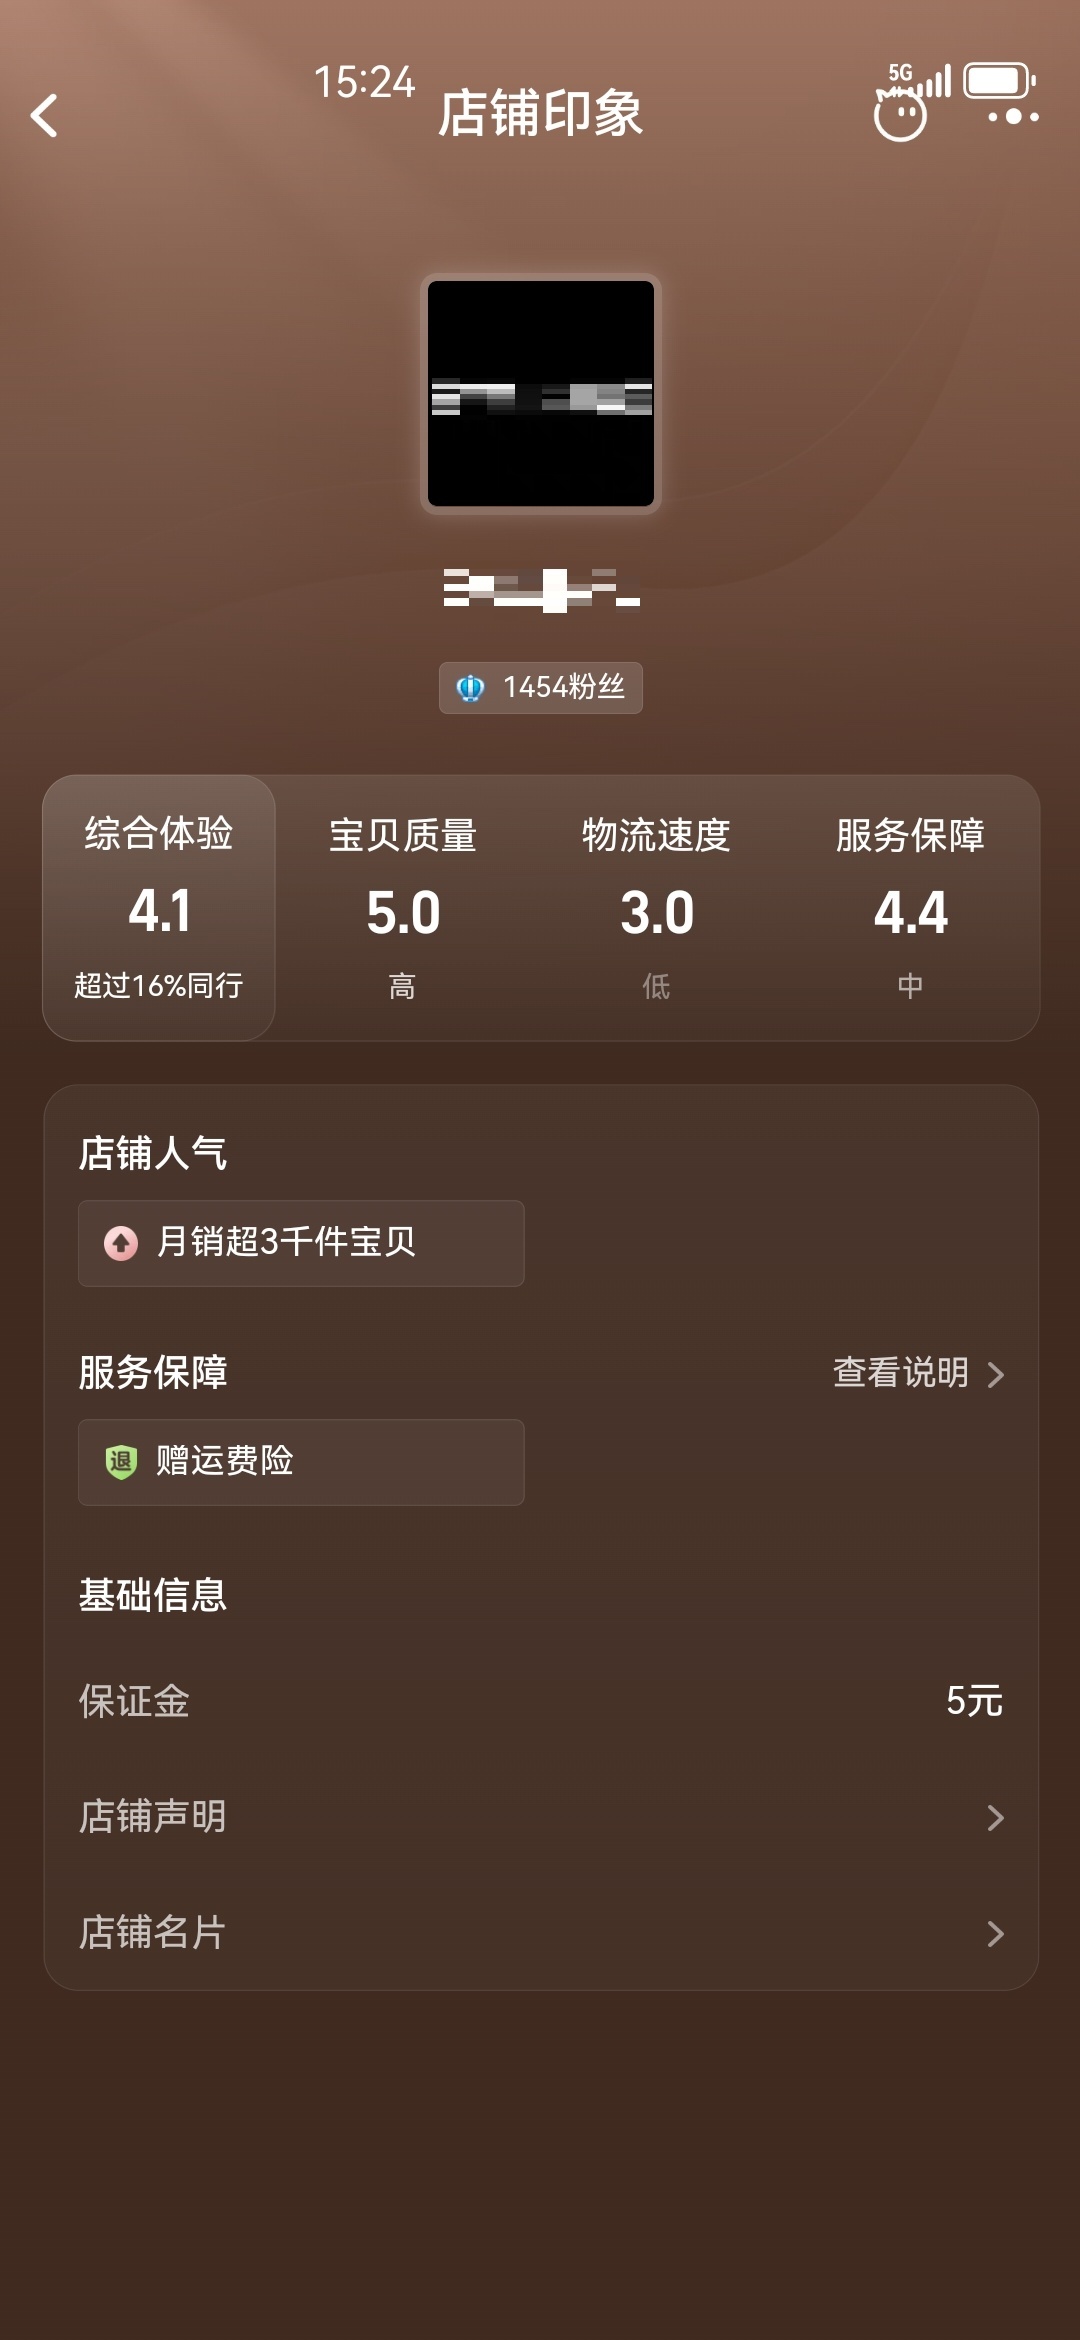 15:24
5G
店铺印象
1454粉丝
综合体验
4.1
超过16%同行
宝贝质量
5.0
高
物流速度
3.0
低
服务保障
4.4
中
店铺人气
月销超3千件宝贝
服务保障
查看说明
退 赠运费险
基础信息
保证金
5元
店铺声明
店铺名片